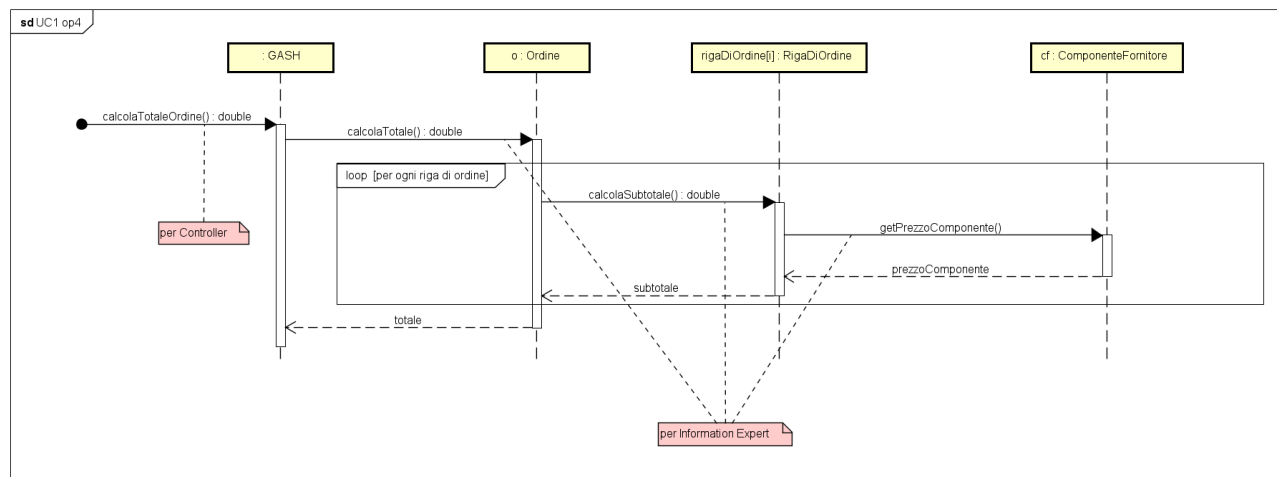 sd UC1 op4
: GASH
o : Ordine
rigaDiOrdine[i] : RigaDiOrdine
cf : ComponenteFornitore
calcolaTotaleOrdine() : double
calcolaTotale() : double
loop [per ogni riga di ordine]
calcolaSubtotale() : double
per Controller
getPrezzoComponente()
prezzoComponente
subtotale
totale
per Information Expert